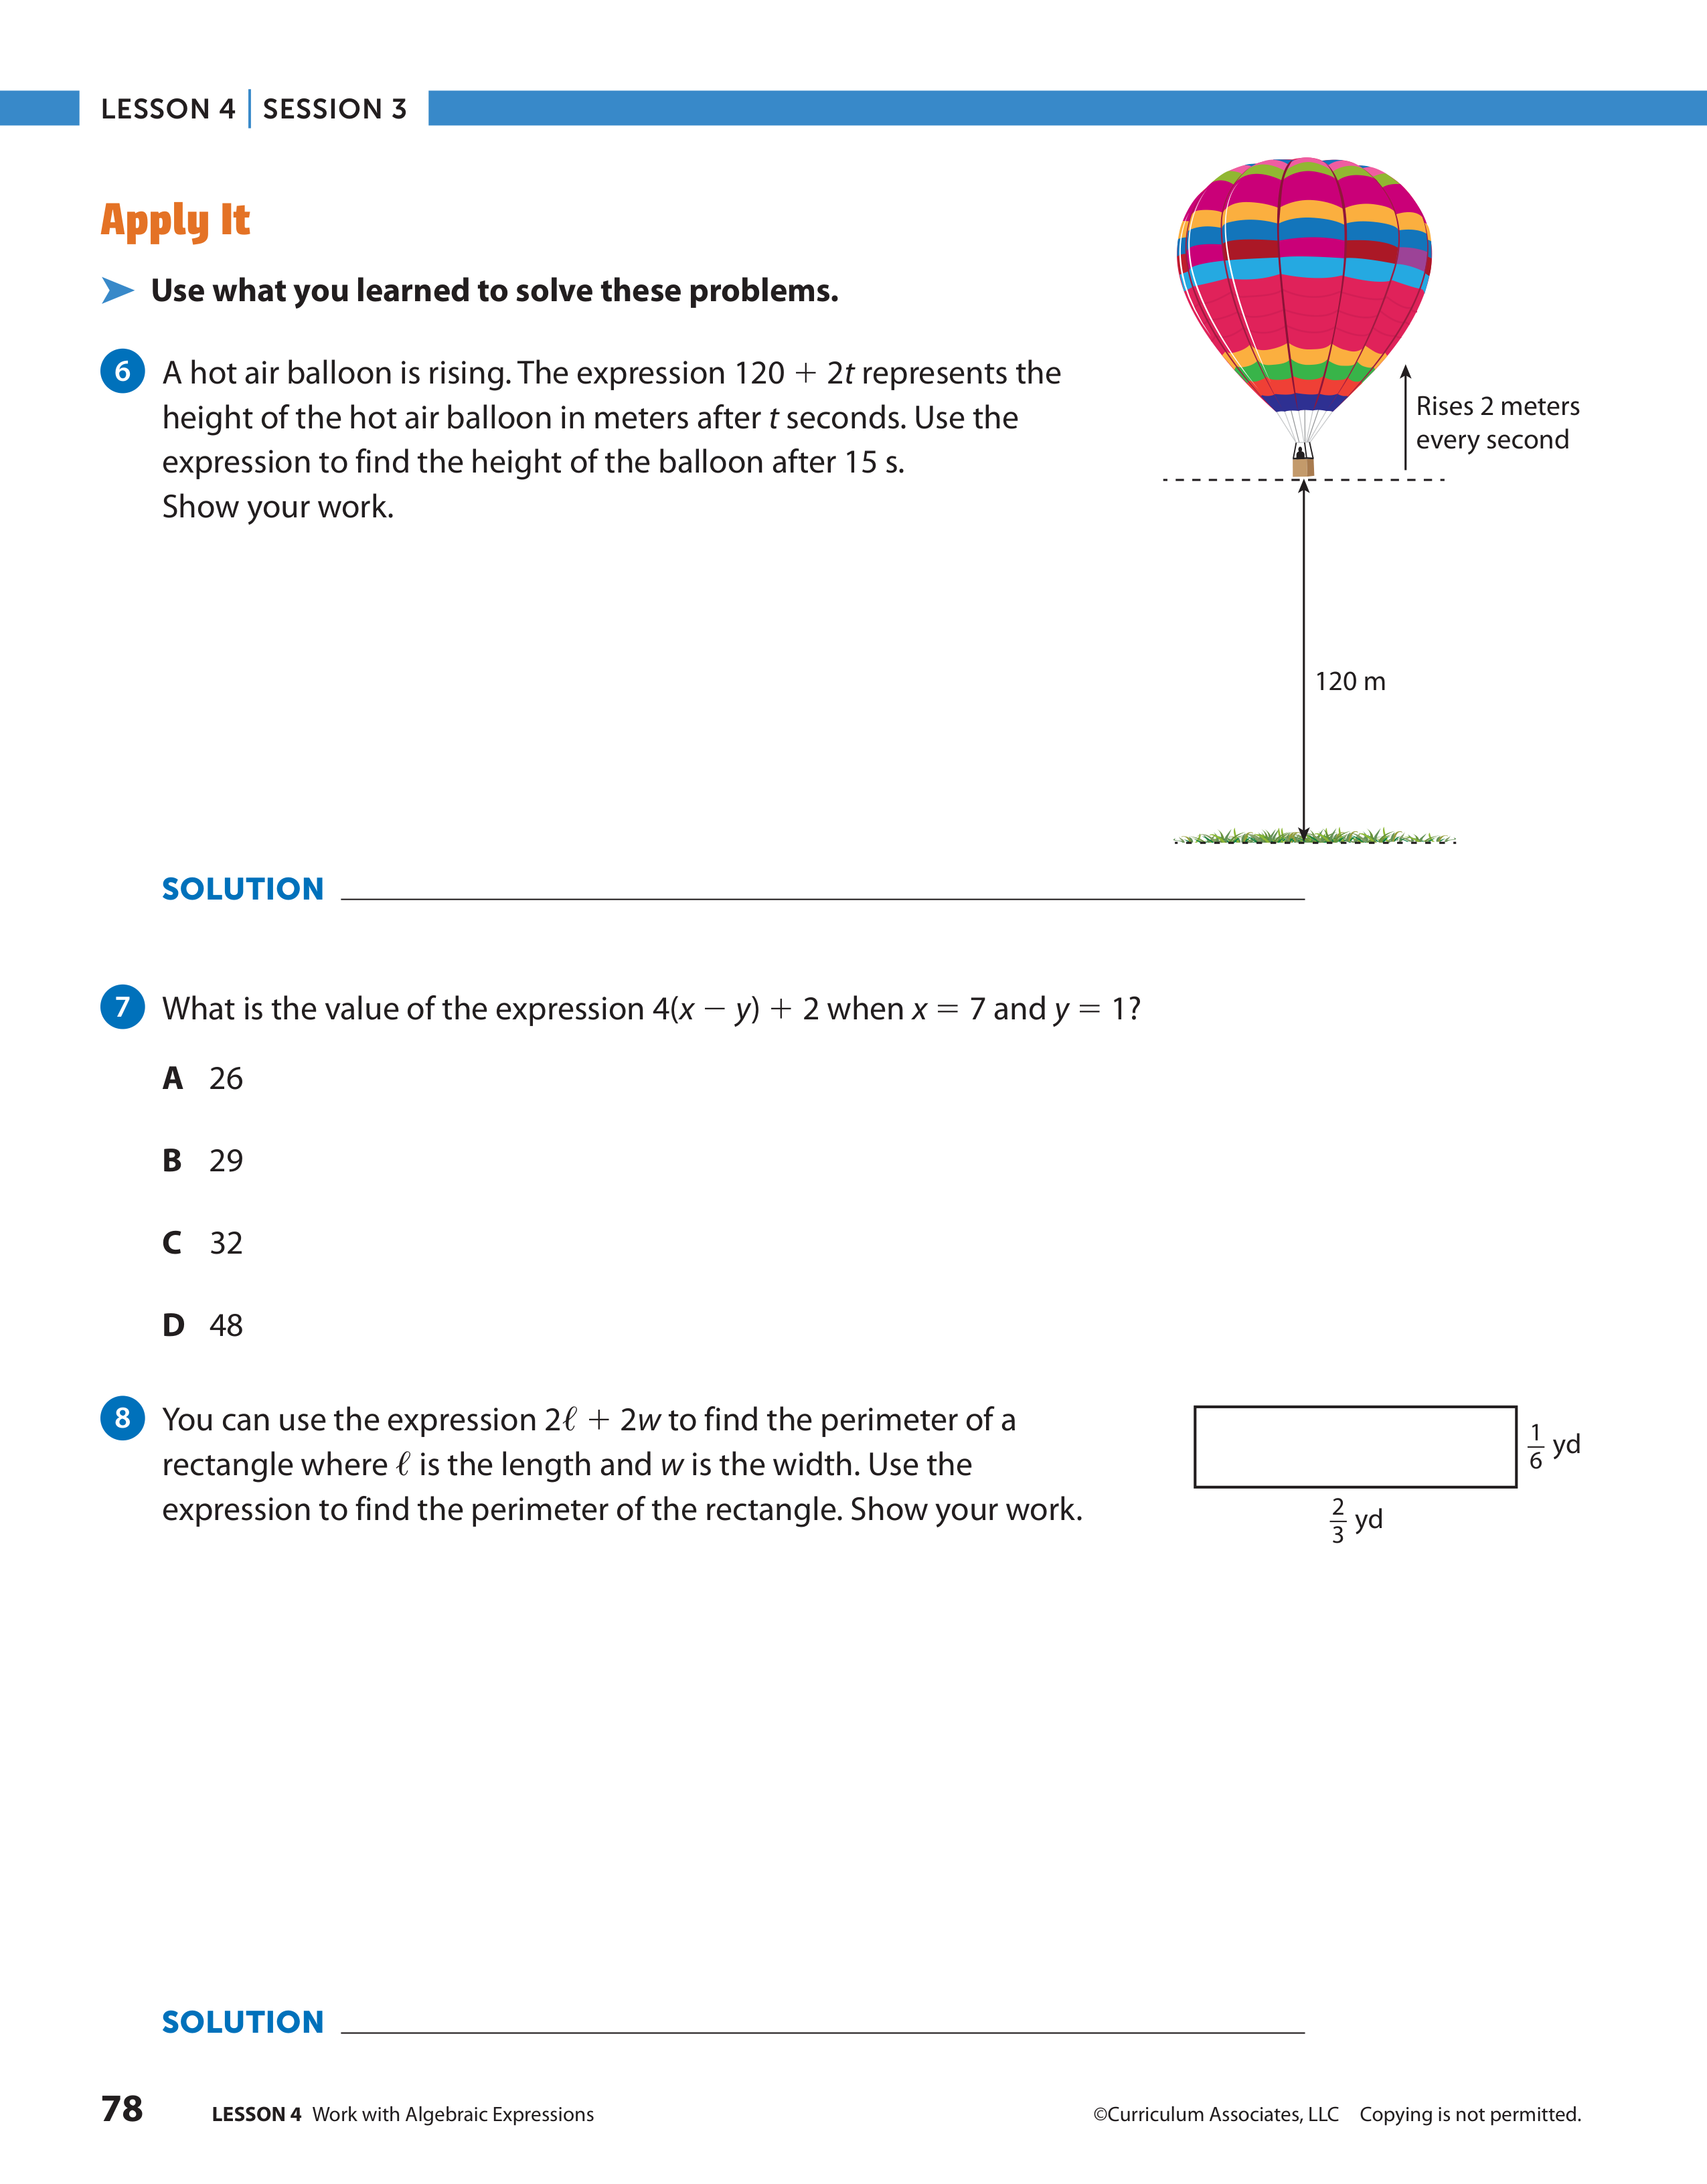 LESSON 4 | SESSION 3
Apply It
Use what you learned to solve these problems.
6 A hot air balloon is rising. The expression 120 + 2t represents the
height of the hot air balloon in meters after t seconds. Use the
expression to find the height of the balloon after 15 s.
Show your work.
Rises 2 meters
every second
120 m
SOLUTION
7 What is the value of the expression 4(x − y) + 2 when x = 7 and y = 1?
A 26
B 29
C 32
D 48
8 You can use the expression 2ℓ + 2w to find the perimeter of a
rectangle where ℓ is the length and w is the width. Use the
expression to find the perimeter of the rectangle. Show your work.
1/6 yd
2/3 yd
SOLUTION
78 LESSON 4 Work with Algebraic Expressions ©Curriculum Associates, LLC Copying is not permitted.